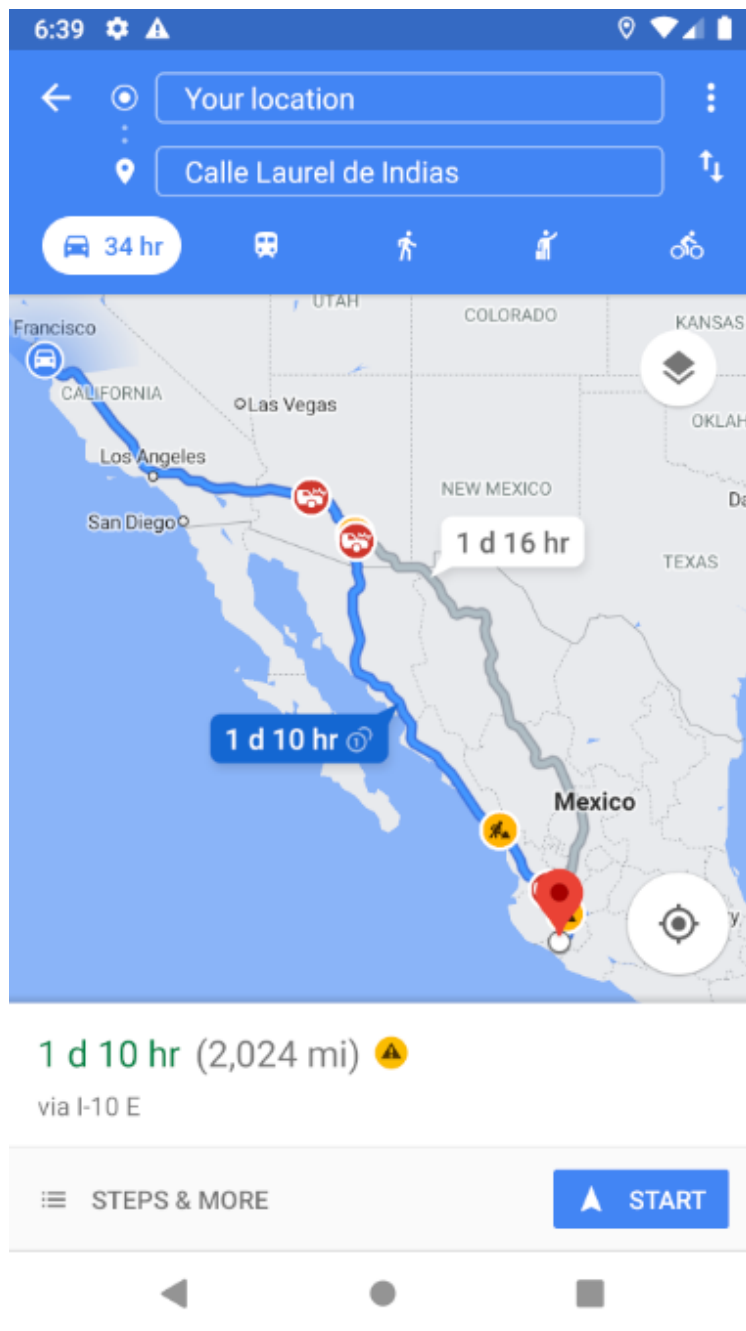 6:39
Your location
Calle Laurel de Indias
34 hr
UTAH
COLORADO
KANSAS
Francisco
CALIFORNIA
Las Vegas
OKLAH
Los Angeles
NEW MEXICO
Da
San Diego
1 d 16 hr
TEXAS
1 d 10 hr
Mexico
y,
1 d 10 hr (2,024 mi)
via I-10 E
STEPS & MORE
START